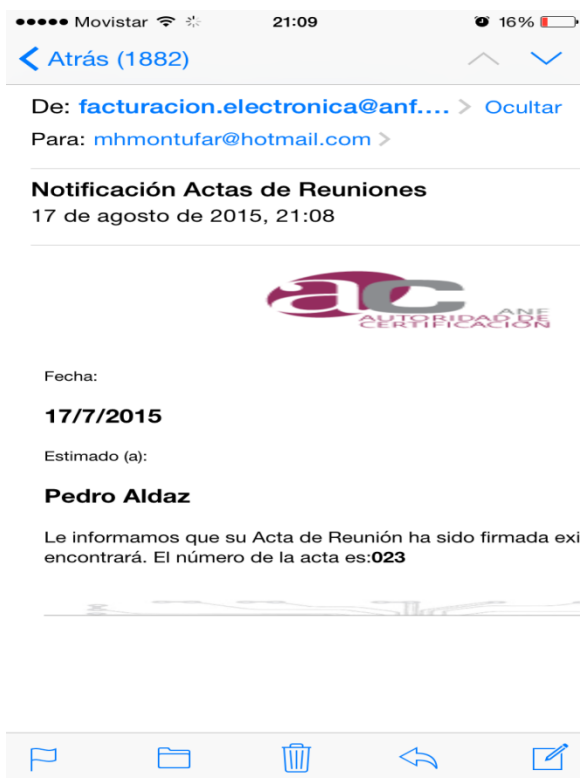 Movistar 21:09 16%
Atrás (1882)
De: facturacion.electronica@anf.... > Ocultar
Para: mhmontufar@hotmail.com >
Notificación Actas de Reuniones
17 de agosto de 2015, 21:08
ac
ANF
AUTORIDAD DE
CERTIFICACIÓN
Fecha:
17/7/2015
Estimado (a):
Pedro Aldaz
Le informamos que su Acta de Reunión ha sido firmada exi
encontrará. El número de la acta es:023